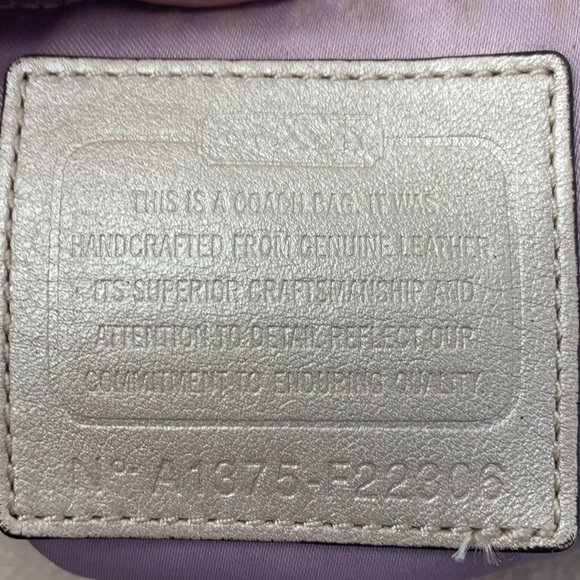 COACH
THIS IS A COACH BAG. IT WAS
HANDCRAFTED FROM GENUINE LEATHER.
ITS SUPERIOR CRAFTSMANSHIP AND
ATTENTION TO DETAIL REFLECT OUR
COMMITMENT TO ENDURING QUALITY.
Nº- A1375-F22306